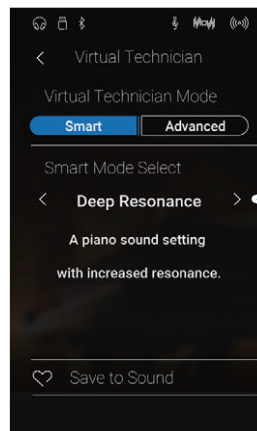 Virtual Technician
Virtual Technician Mode
Smart Advanced
Smart Mode Select
Deep Resonance
A piano sound setting
with increased resonance.
Save to Sound